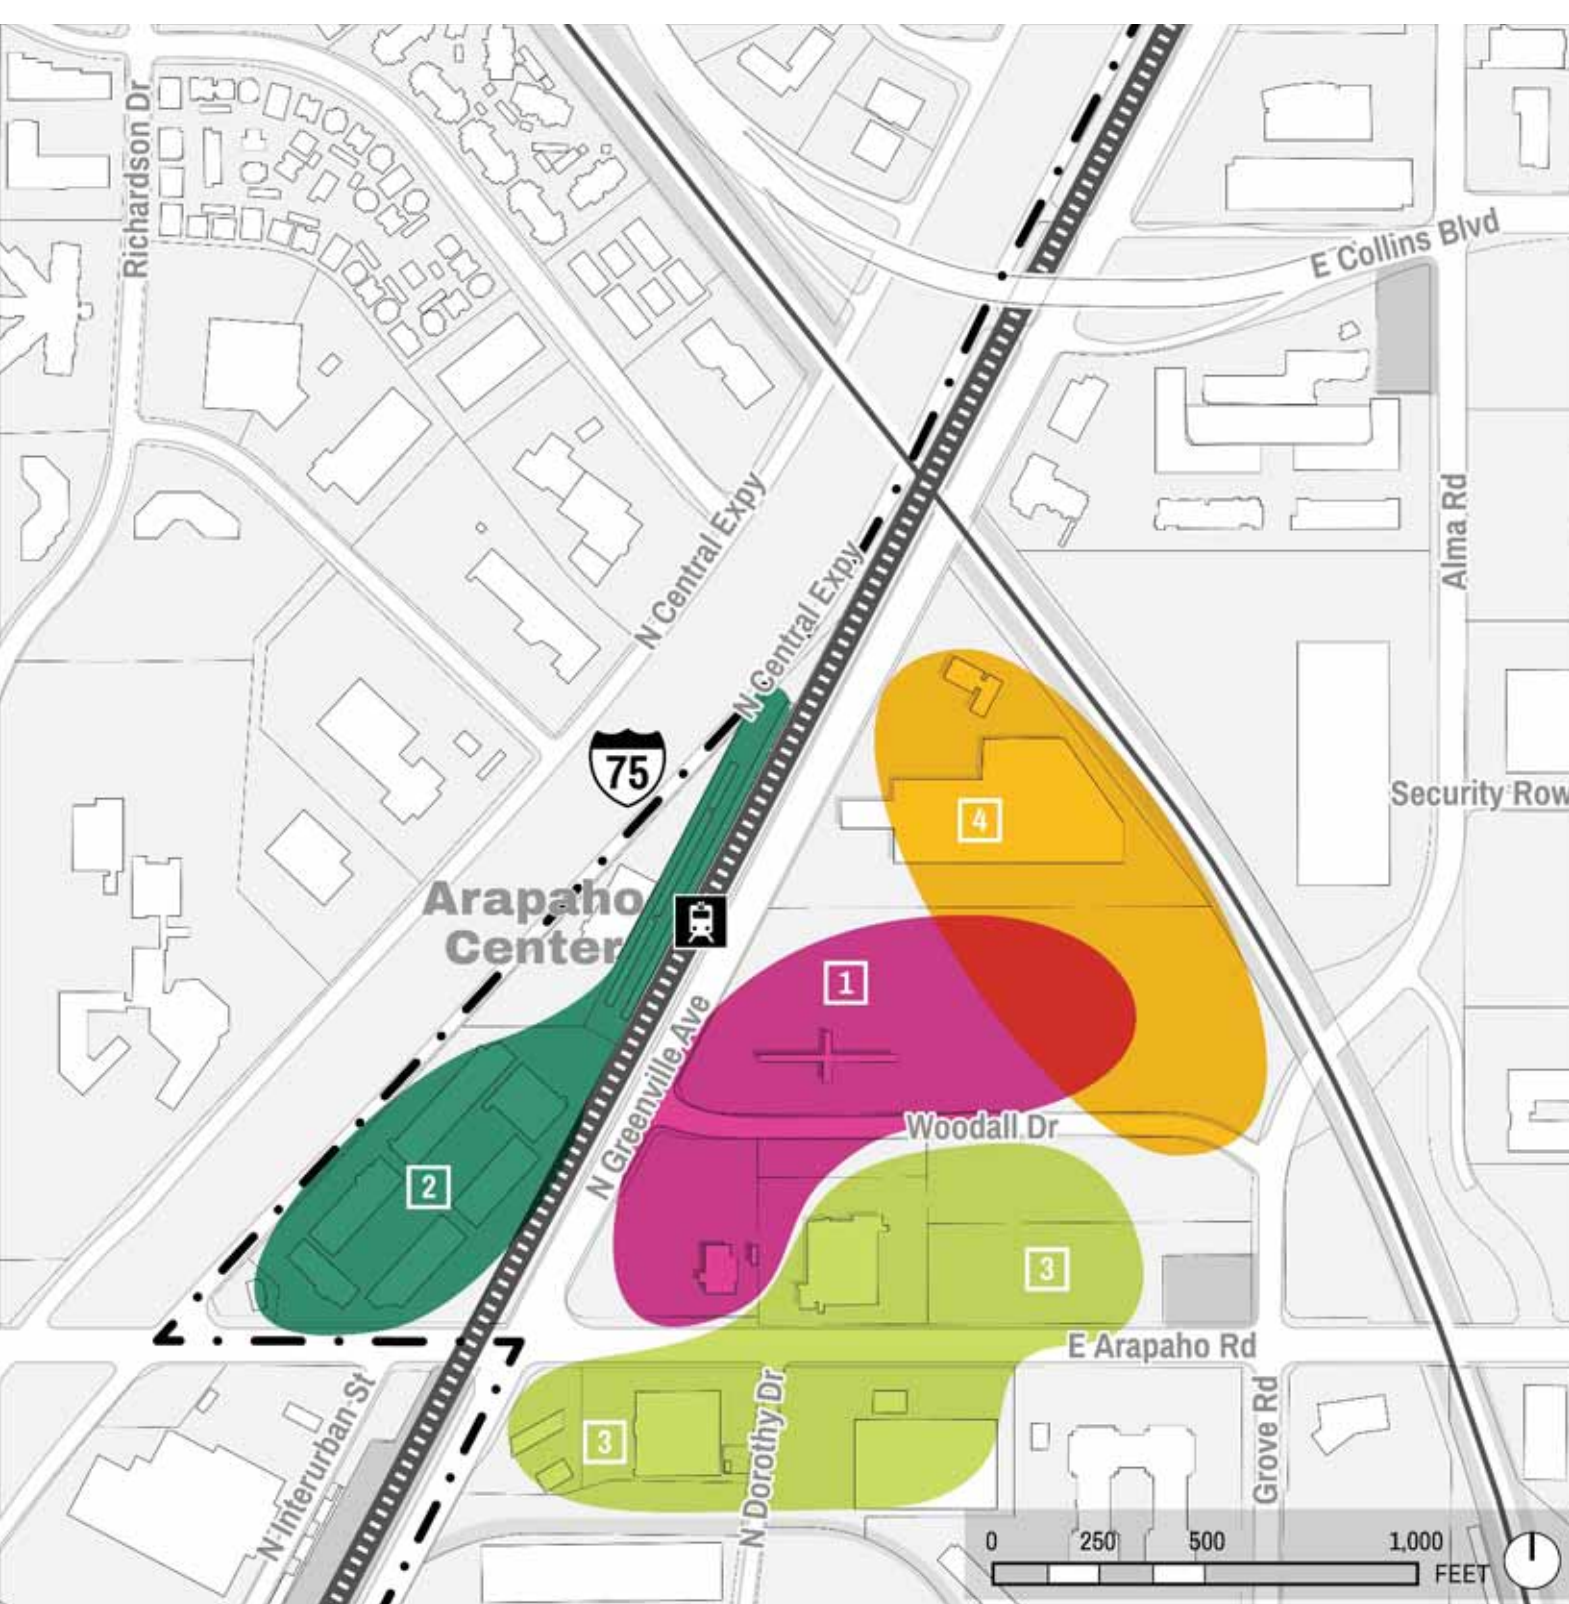 Richardson Dr
E Collins Blvd
N Central Expy
Alma Rd
N Central Expy
75
Security Row
4
Arapaho
Center
1
N Greenville Ave
Woodall Dr
2
3
E Arapaho Rd
N Interurban St
3
N Dorothy Dr
Grove Rd
0 250 500 1,000
FEET